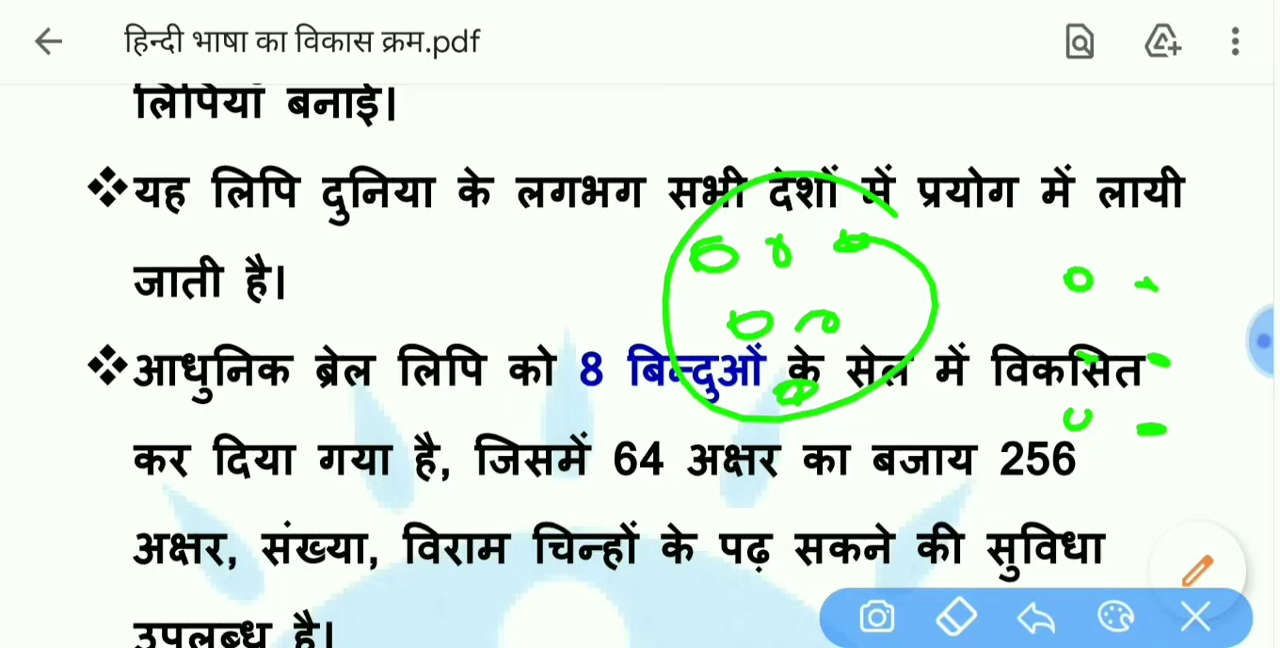 हिन्दी भाषा का विकास क्रम.pdf
लिपियाँ बनाई।
❖यह लिपि दुनिया के लगभग सभी देशों में प्रयोग में लायी
जाती है।
❖आधुनिक ब्रेल लिपि को 8 बिन्दुओं के सेल में विकसित
कर दिया गया है, जिसमें 64 अक्षर का बजाय 256
अक्षर, संख्या, विराम चिन्हों के पढ़ सकने की सुविधा
उपलब्ध है।